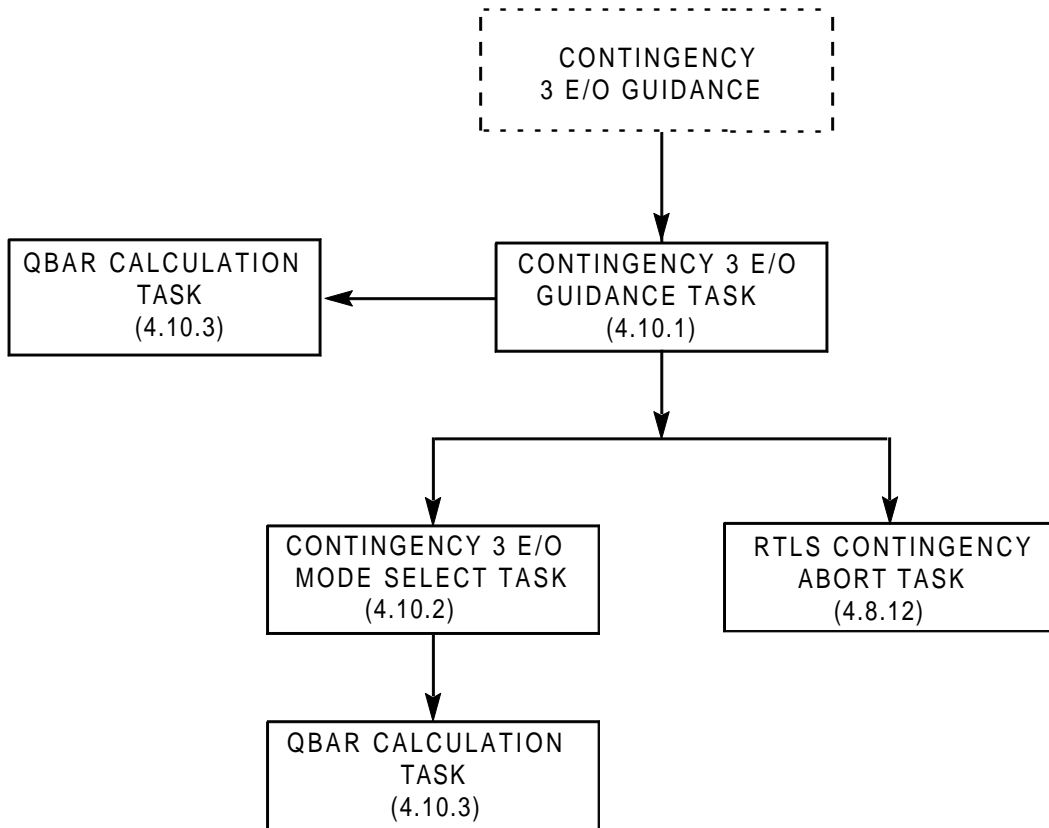 CONTINGENCY
3 E/O GUIDANCE
QBAR CALCULATION
TASK
(4.10.3)
CONTINGENCY 3 E/O
GUIDANCE TASK
(4.10.1)
CONTINGENCY 3 E/O
MODE SELECT TASK
(4.10.2)
RTLS CONTINGENCY
ABORT TASK
(4.8.12)
QBAR CALCULATION
TASK
(4.10.3)